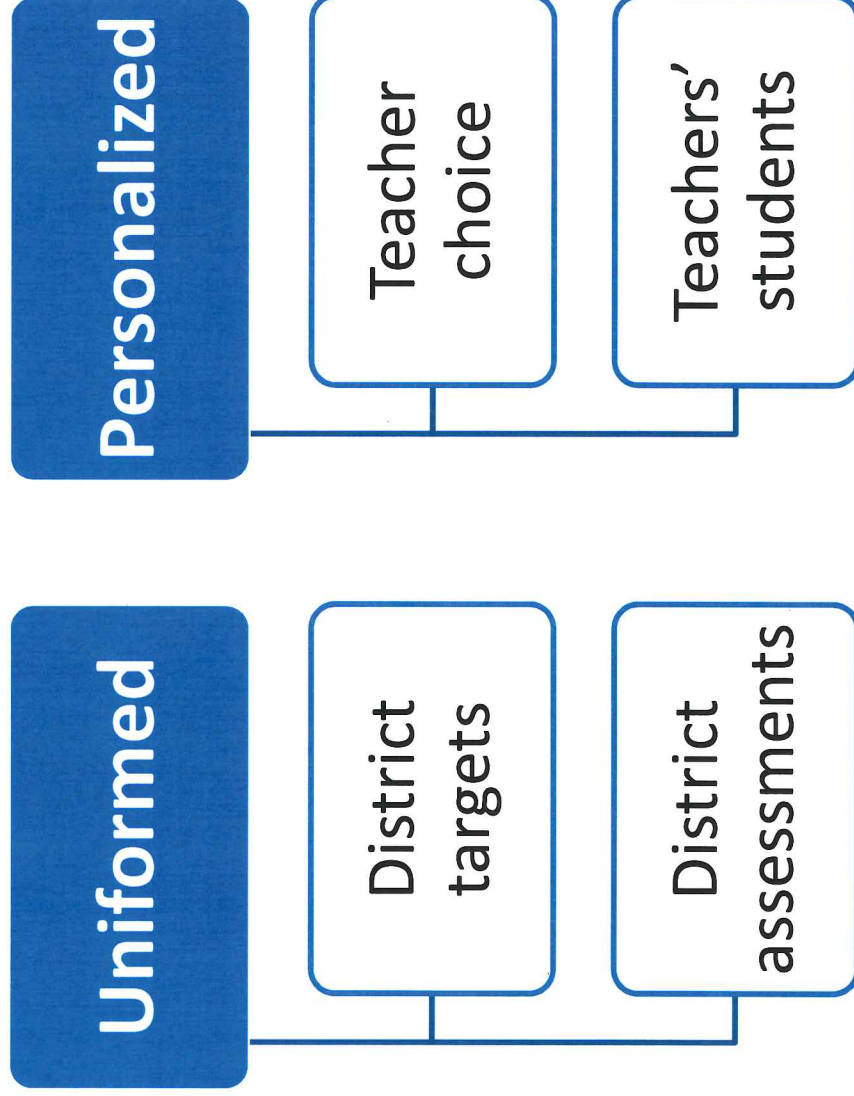 Uniformed
District
targets
District
assessments
Personalized
Teacher
choice
Teachers’
students